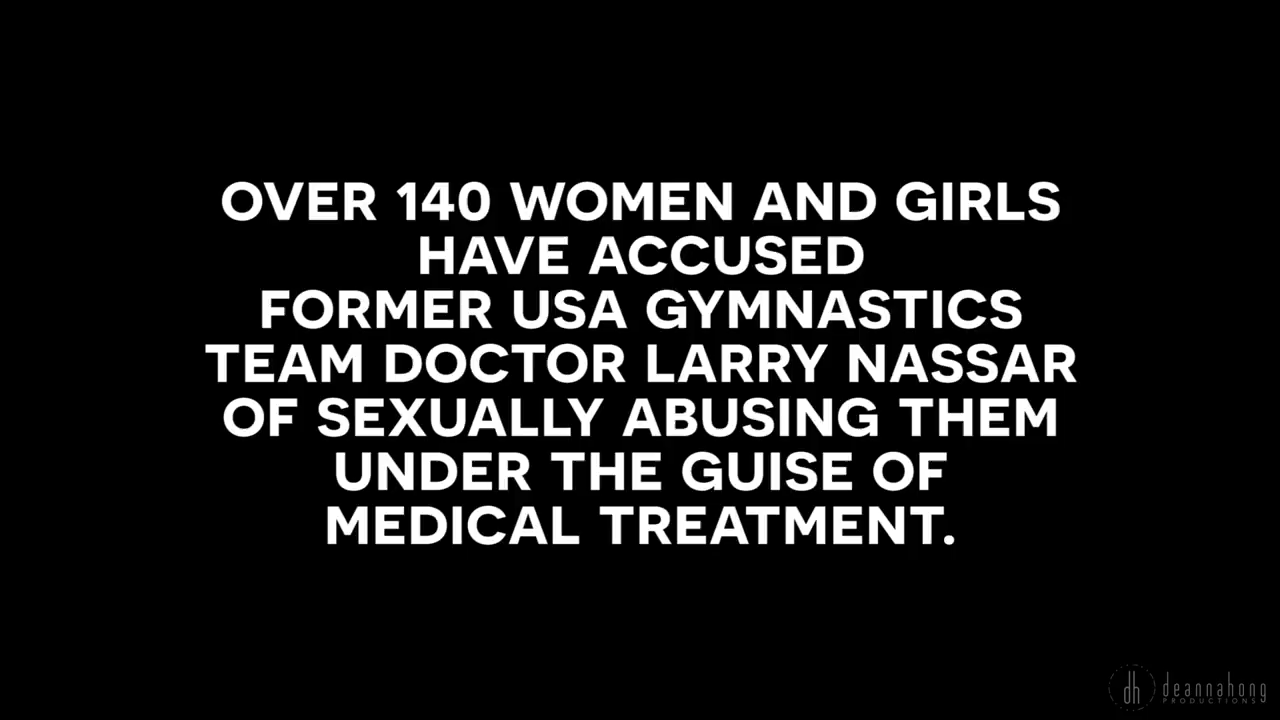 OVER 140 WOMEN AND GIRLS
HAVE ACCUSED
FORMER USA GYMNASTICS
TEAM DOCTOR LARRY NASSAR
OF SEXUALLY ABUSING THEM
UNDER THE GUISE OF
MEDICAL TREATMENT.
dh deannahong
PRODUCTIONS